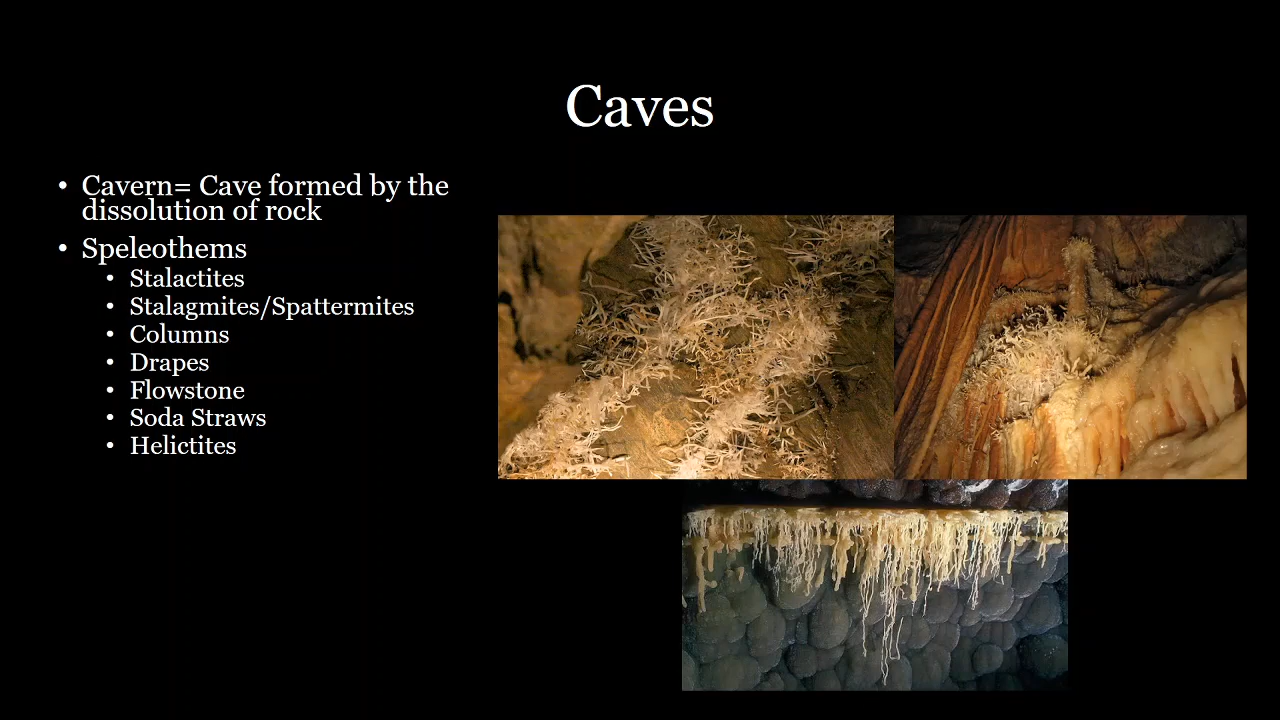 Caves
• Cavern= Cave formed by the
dissolution of rock
• Speleothems
• Stalactites
• Stalagmites/Spattermites
• Columns
• Drapes
• Flowstone
• Soda Straws
• Helictites